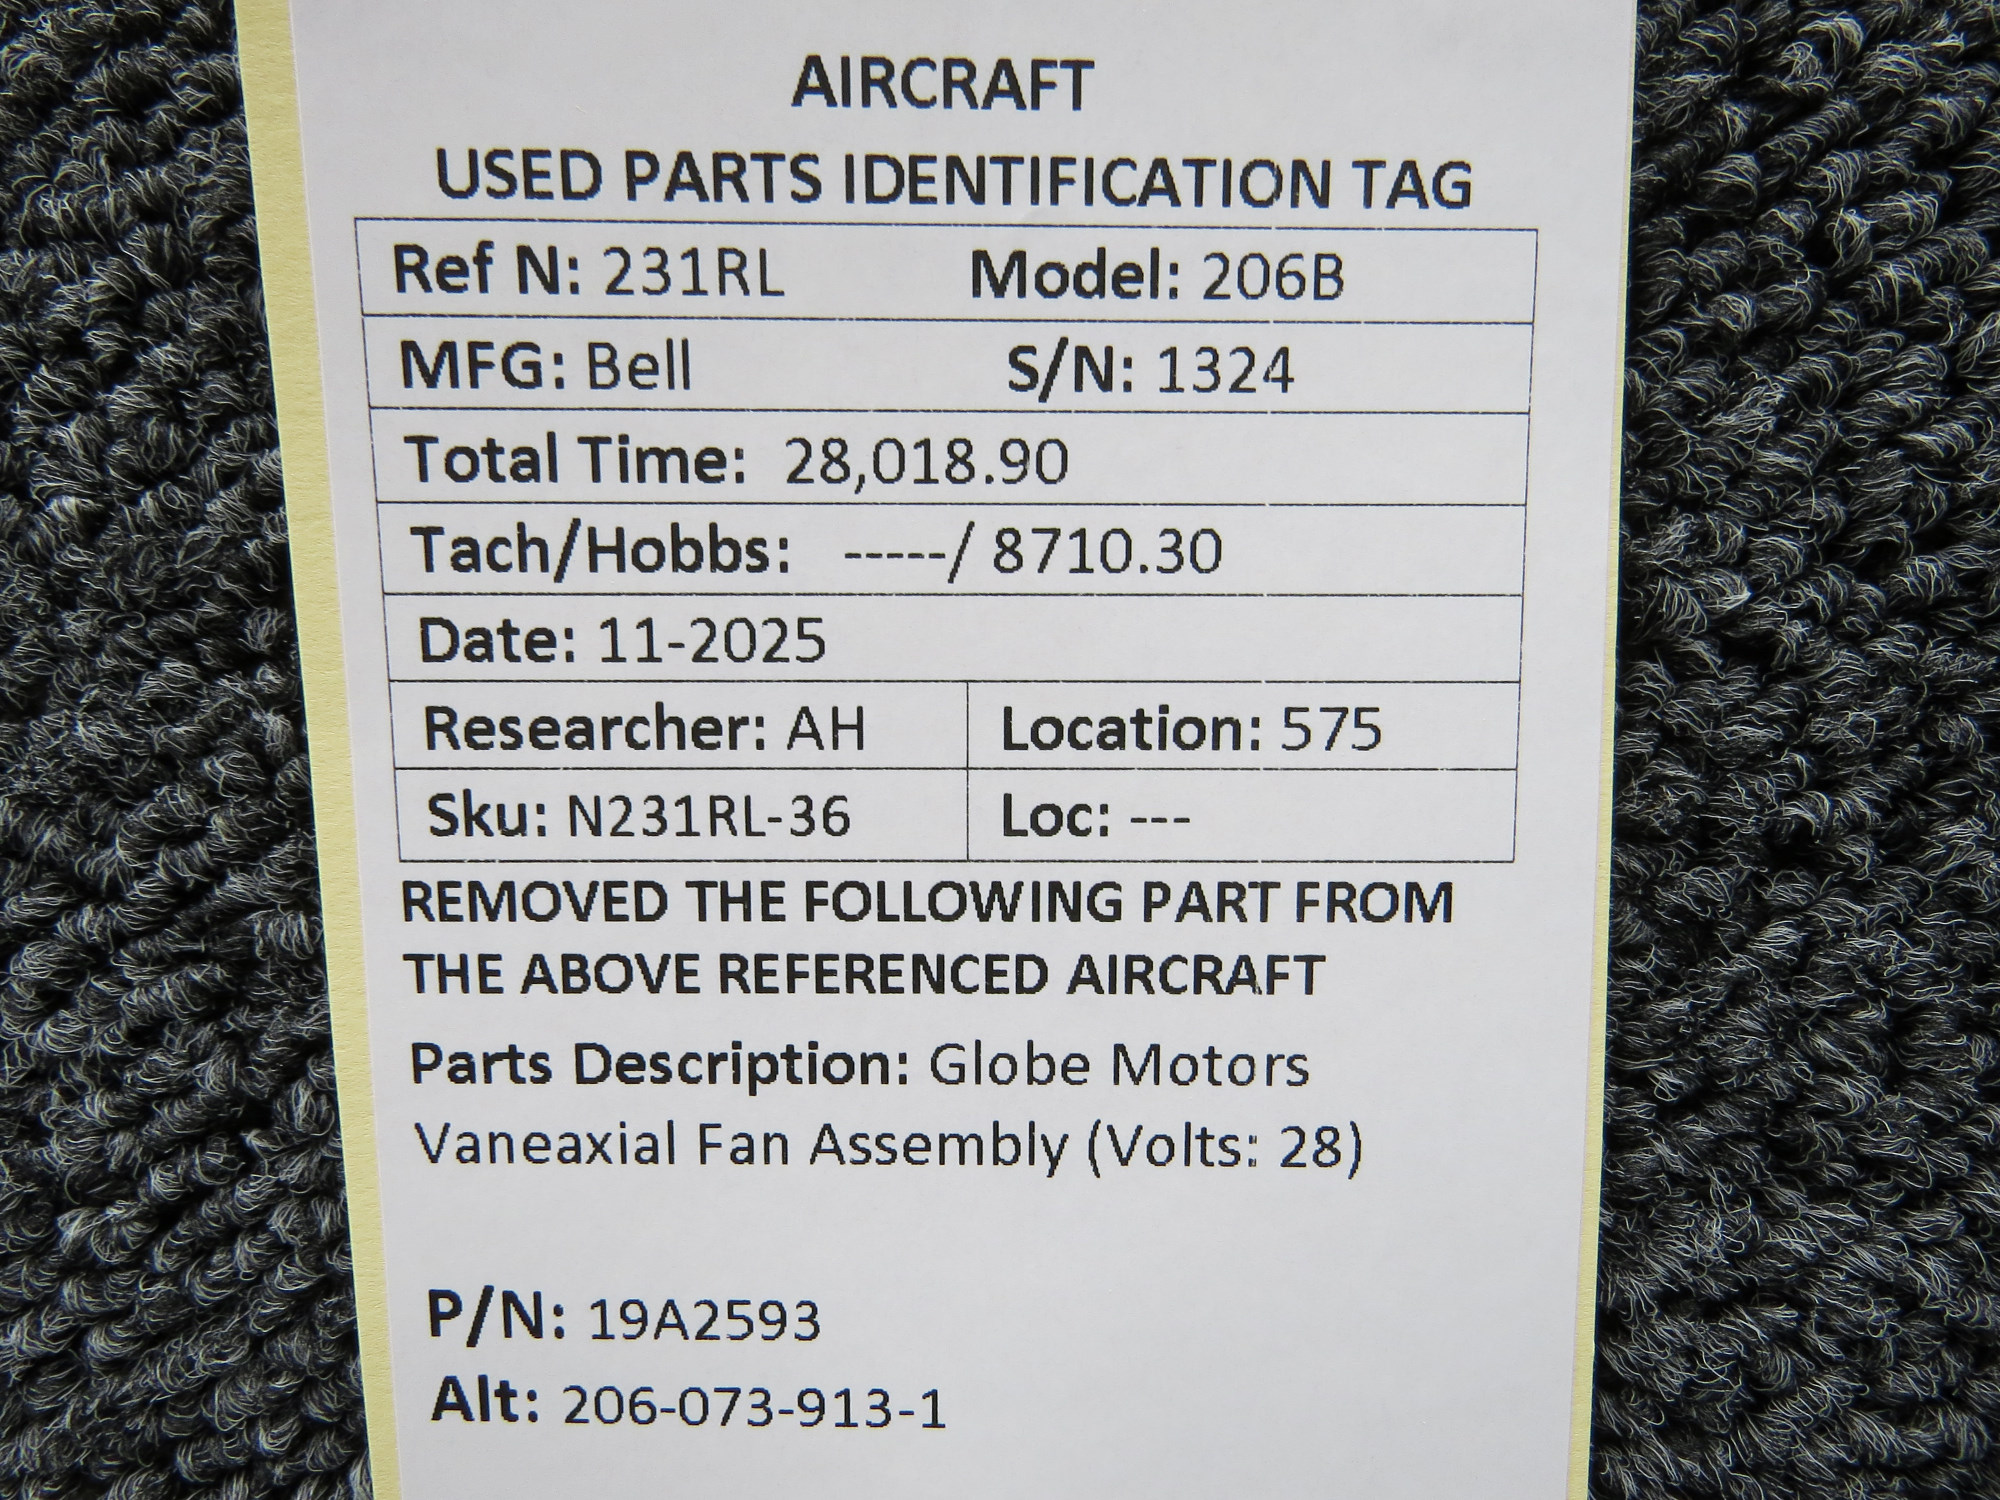 AIRCRAFT
USED PARTS IDENTIFICATION TAG
Ref N: 231RL Model: 206B
MFG: Bell S/N: 1324
Total Time: 28,018.90
Tach/Hobbs: -----/ 8710.30
Date: 11-2025
Researcher: AH Location: 575
Sku: N231RL-36 Loc: ---
REMOVED THE FOLLOWING PART FROM
THE ABOVE REFERENCED AIRCRAFT
Parts Description: Globe Motors
Vaneaxial Fan Assembly (Volts: 28)
P/N: 19A2593
Alt: 206-073-913-1